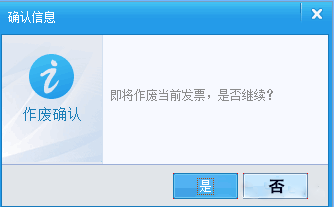 确认信息
作废确认
即将作废当前发票，是否继续？
是
否